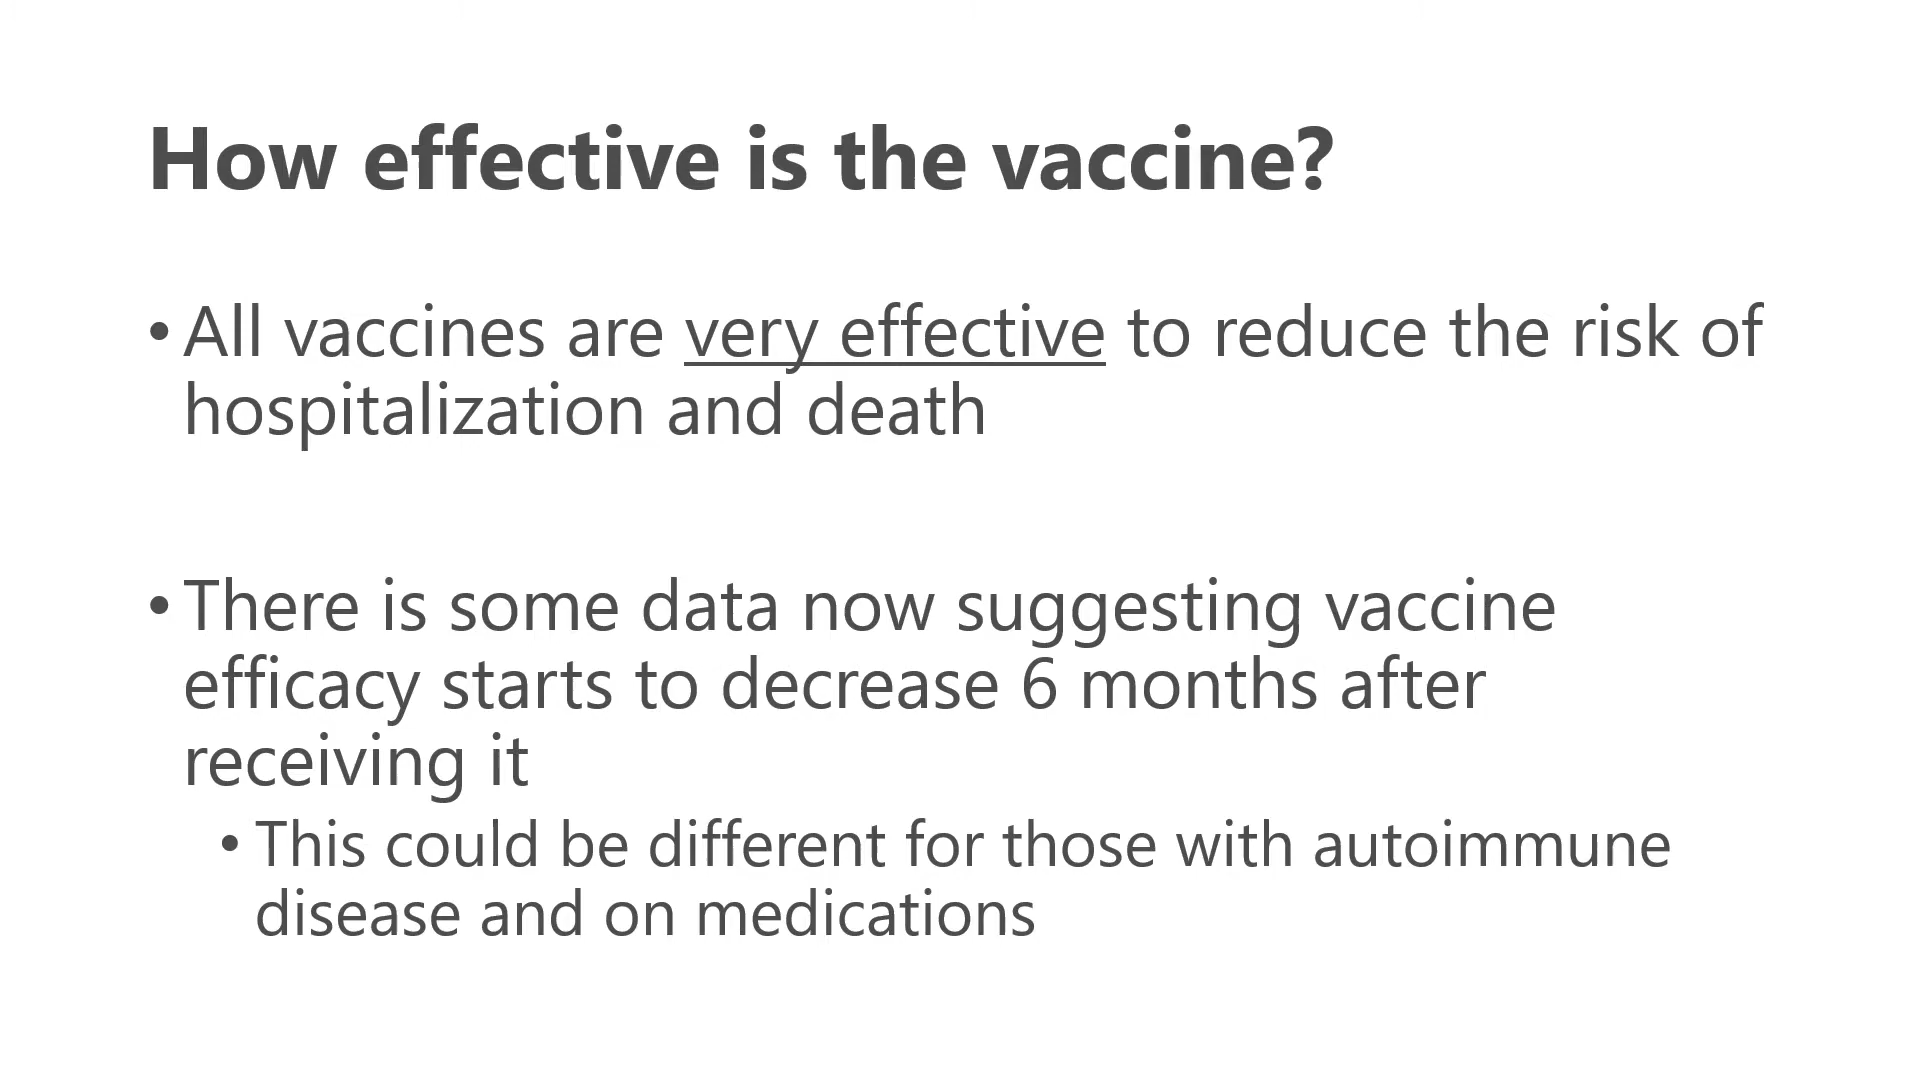 How effective is the vaccine?
• All vaccines are very effective to reduce the risk of
hospitalization and death
• There is some data now suggesting vaccine
efficacy starts to decrease 6 months after
receiving it
• This could be different for those with autoimmune
disease and on medications